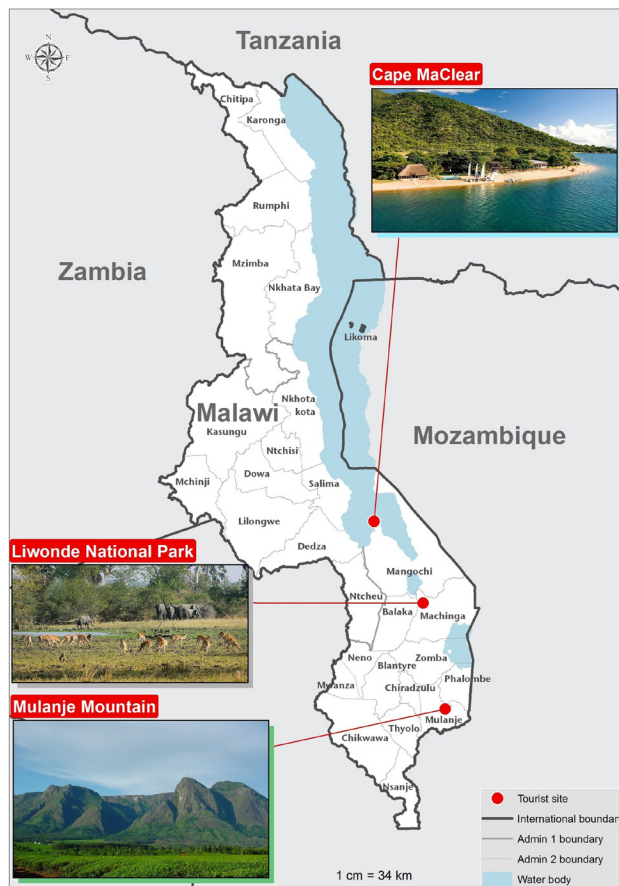 Tanzania
N
W E
S
Cape MaClear
Chitipa
Karonga
Rumphi
Zambia
Mzimba
Nkhata Bay
Likoma
Malawi
Nkhota
kota
Kasungu
Mozambique
Ntchisi
Dowa
Mchinji
Salima
Lilongwe
Liwonde National Park
Dedza
Mangochi
Ntcheu
Balaka
Machinga
Neno
Zomba
Blantyre
Phalombe
Mwanza
Chiradzulu
Mulanje Mountain
Mulanje
Thyolo
Chikwawa
Nsanje
Tourist site
International boundary
Admin 1 boundary
Admin 2 boundary
Water body
1 cm = 34 km